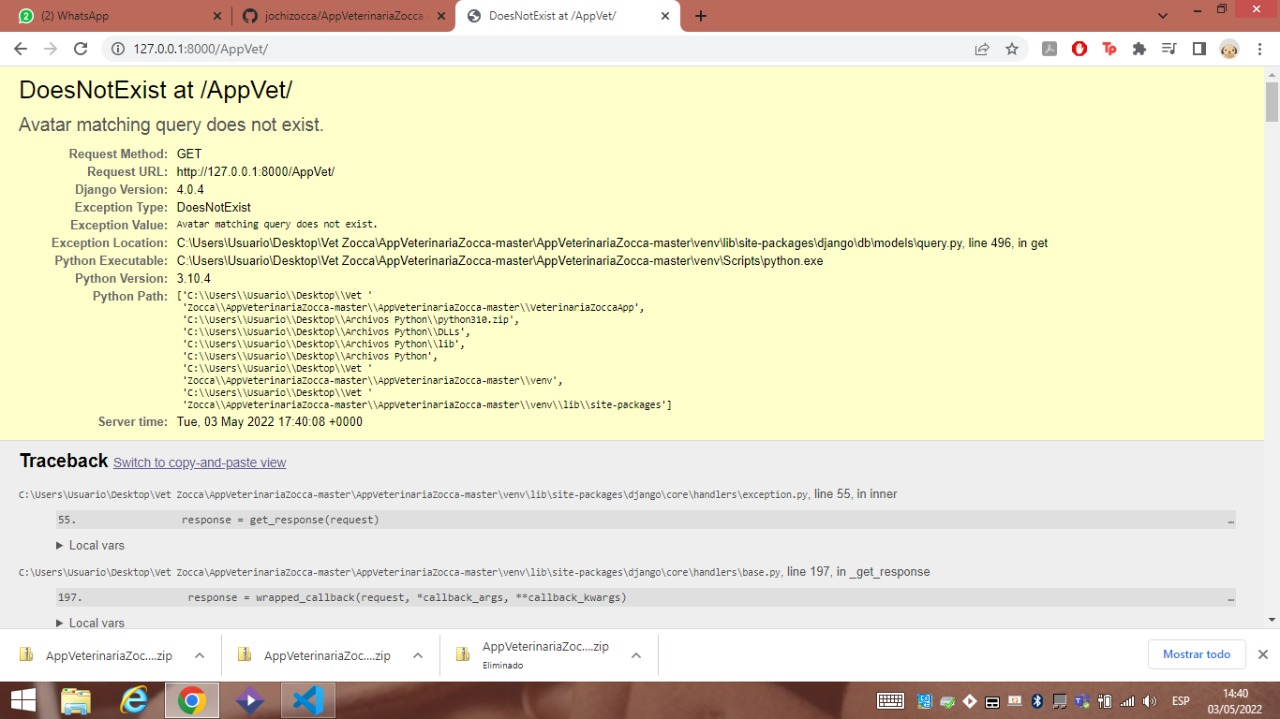 (2) WhatsApp
jochizocca/AppVeterinariaZocca
DoesNotExist at /AppVet/
127.0.0.1:8000/AppVet/
DoesNotExist at /AppVet/
Avatar matching query does not exist.
Request Method: GET
Request URL: http://127.0.0.1:8000/AppVet/
Django Version: 4.0.4
Exception Type: DoesNotExist
Exception Value: Avatar matching query does not exist.
Exception Location: C:\Users\Usuario\Desktop\Vet Zocca\AppVeterinariaZocca-master\AppVeterinariaZocca-master\venv\lib\site-packages\django\db\models\query.py, line 496, in get
Python Executable: C:\Users\Usuario\Desktop\Vet Zocca\AppVeterinariaZocca-master\AppVeterinariaZocca-master\venv\Scripts\python.exe
Python Version: 3.10.4
Python Path: ['C:\\Users\\Usuario\\Desktop\\Vet '
'Zocca\\AppVeterinariaZocca-master\\AppVeterinariaZocca-master\\VeterinariaZoccaApp',
'C:\\Users\\Usuario\\Desktop\\Archivos Python\\python310.zip',
'C:\\Users\\Usuario\\Desktop\\Archivos Python\\DLLs',
'C:\\Users\\Usuario\\Desktop\\Archivos Python\\lib',
'C:\\Users\\Usuario\\Desktop\\Archivos Python',
'C:\\Users\\Usuario\\Desktop\\Vet '
'Zocca\\AppVeterinariaZocca-master\\AppVeterinariaZocca-master\\venv',
'C:\\Users\\Usuario\\Desktop\\Vet '
'Zocca\\AppVeterinariaZocca-master\\AppVeterinariaZocca-master\\venv\\lib\\site-packages']
Server time: Tue, 03 May 2022 17:40:08 +0000
Traceback Switch to copy-and-paste view
C:\Users\Usuario\Desktop\Vet Zocca\AppVeterinariaZocca-master\AppVeterinariaZocca-master\venv\lib\site-packages\django\core\handlers\exception.py, line 55, in inner
55. response = get_response(request) …
▶ Local vars
C:\Users\Usuario\Desktop\Vet Zocca\AppVeterinariaZocca-master\AppVeterinariaZocca-master\venv\lib\site-packages\django\core\handlers\base.py, line 197, in _get_response
197. response = wrapped_callback(request, *callback_args, **callback_kwargs) …
▶ Local vars
AppVeterinariaZoc....zip
AppVeterinariaZoc....zip
AppVeterinariaZoc....zip
Eliminado
Mostrar todo
ESP
14:40
03/05/2022